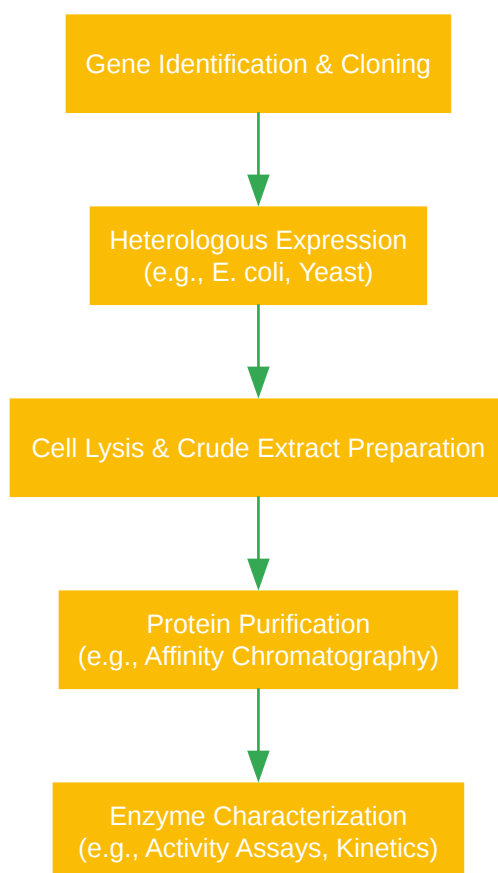 Gene Identification & Cloning
Heterologous Expression
(e.g., E. coli, Yeast)
Cell Lysis & Crude Extract Preparation
Protein Purification
(e.g., Affinity Chromatography)
Enzyme Characterization
(e.g., Activity Assays, Kinetics)